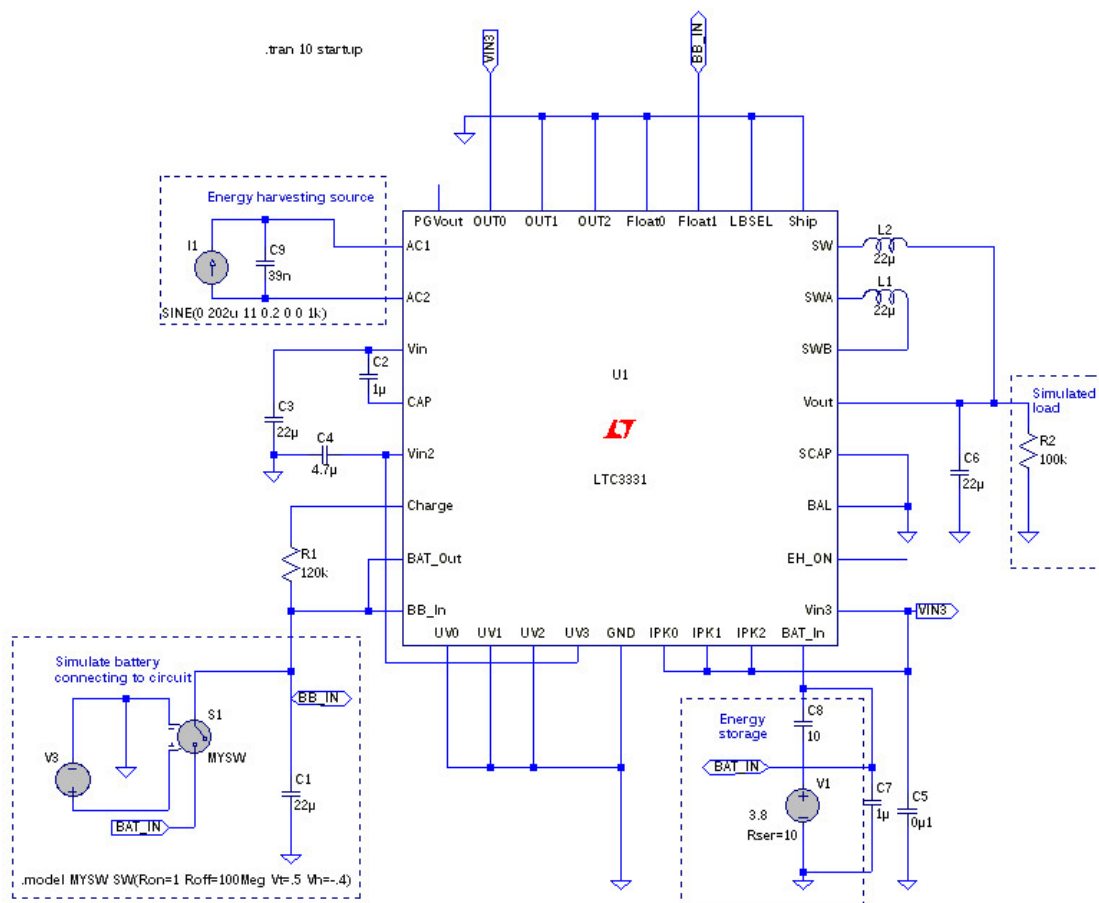 .tran 10 startup
VIN3
BB_IN
Energy harvesting source
I1
C9
39n
SINE(0 202u 11 0.2 0 0 1k)
PGVout OUT0 OUT1 OUT2 Float0 Float1 LBSEL Ship
AC1
AC2
Vin
CAP
Vin2
Charge
BAT_Out
BB_In
SW
SWA
SWB
Vout
SCAP
BAL
EH_ON
Vin3
UV0 UV1 UV2 UV3 GND IPK0 IPK1 IPK2 BAT_In
U1
LTC3331
L2
22µ
L1
22µ
C2
1µ
C3
22µ
C4
4.7µ
R1
120k
Simulated
load
R2
100k
C6
22µ
VIN3
Simulate battery
connecting to circuit
BB_IN
S1
MYSW
V3
C1
22µ
BAT_IN
.model MYSW SW(Ron=1 Roff=100Meg Vt=.5 Vh=-.4)
Energy
storage
C8
10
BAT_IN
V1
3.8
Rser=10
C7
1µ
C5
0µ1